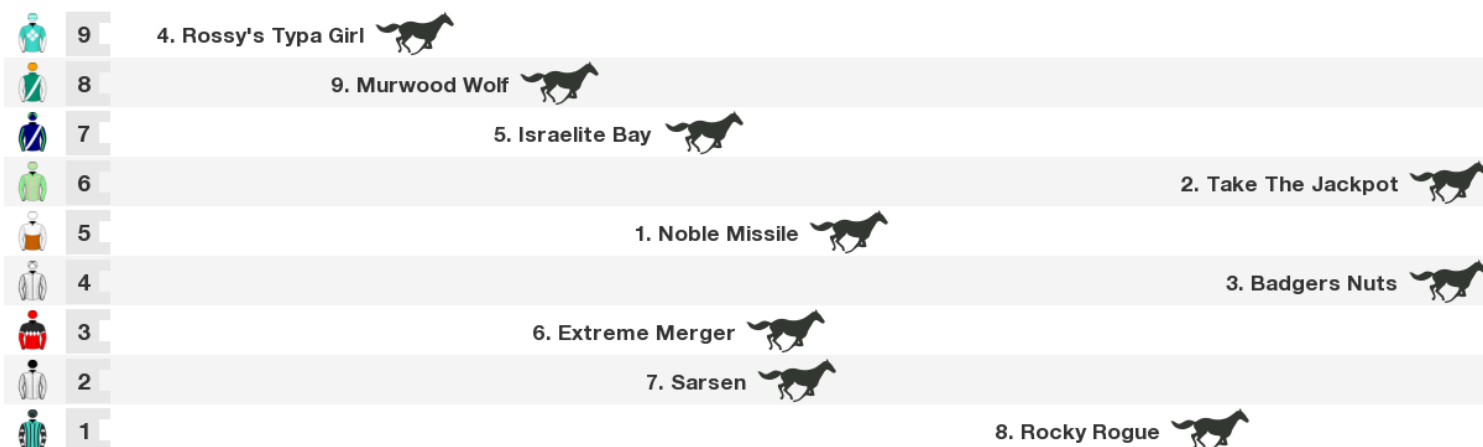 9 4. Rossy's Typa Girl
8 9. Murwood Wolf
7 5. Israelite Bay
6 2. Take The Jackpot
5 1. Noble Missile
4 3. Badgers Nuts
3 6. Extreme Merger
2 7. Sarsen
1 8. Rocky Rogue